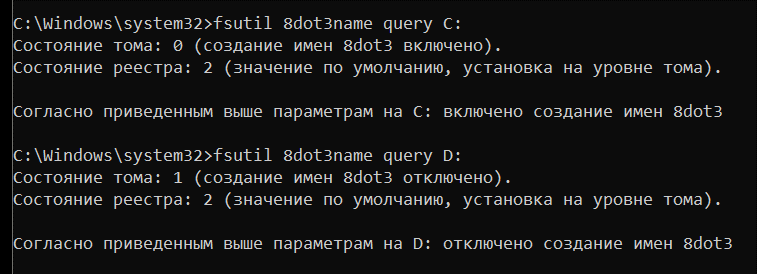 C:\Windows\system32>fsutil 8dot3name query C:
Состояние тома: 0 (создание имен 8dot3 включено).
Состояние реестра: 2 (значение по умолчанию, установка на уровне тома).
Согласно приведенным выше параметрам на C: включено создание имен 8dot3
C:\Windows\system32>fsutil 8dot3name query D:
Состояние тома: 1 (создание имен 8dot3 отключено).
Состояние реестра: 2 (значение по умолчанию, установка на уровне тома).
Согласно приведенным выше параметрам на D: отключено создание имен 8dot3